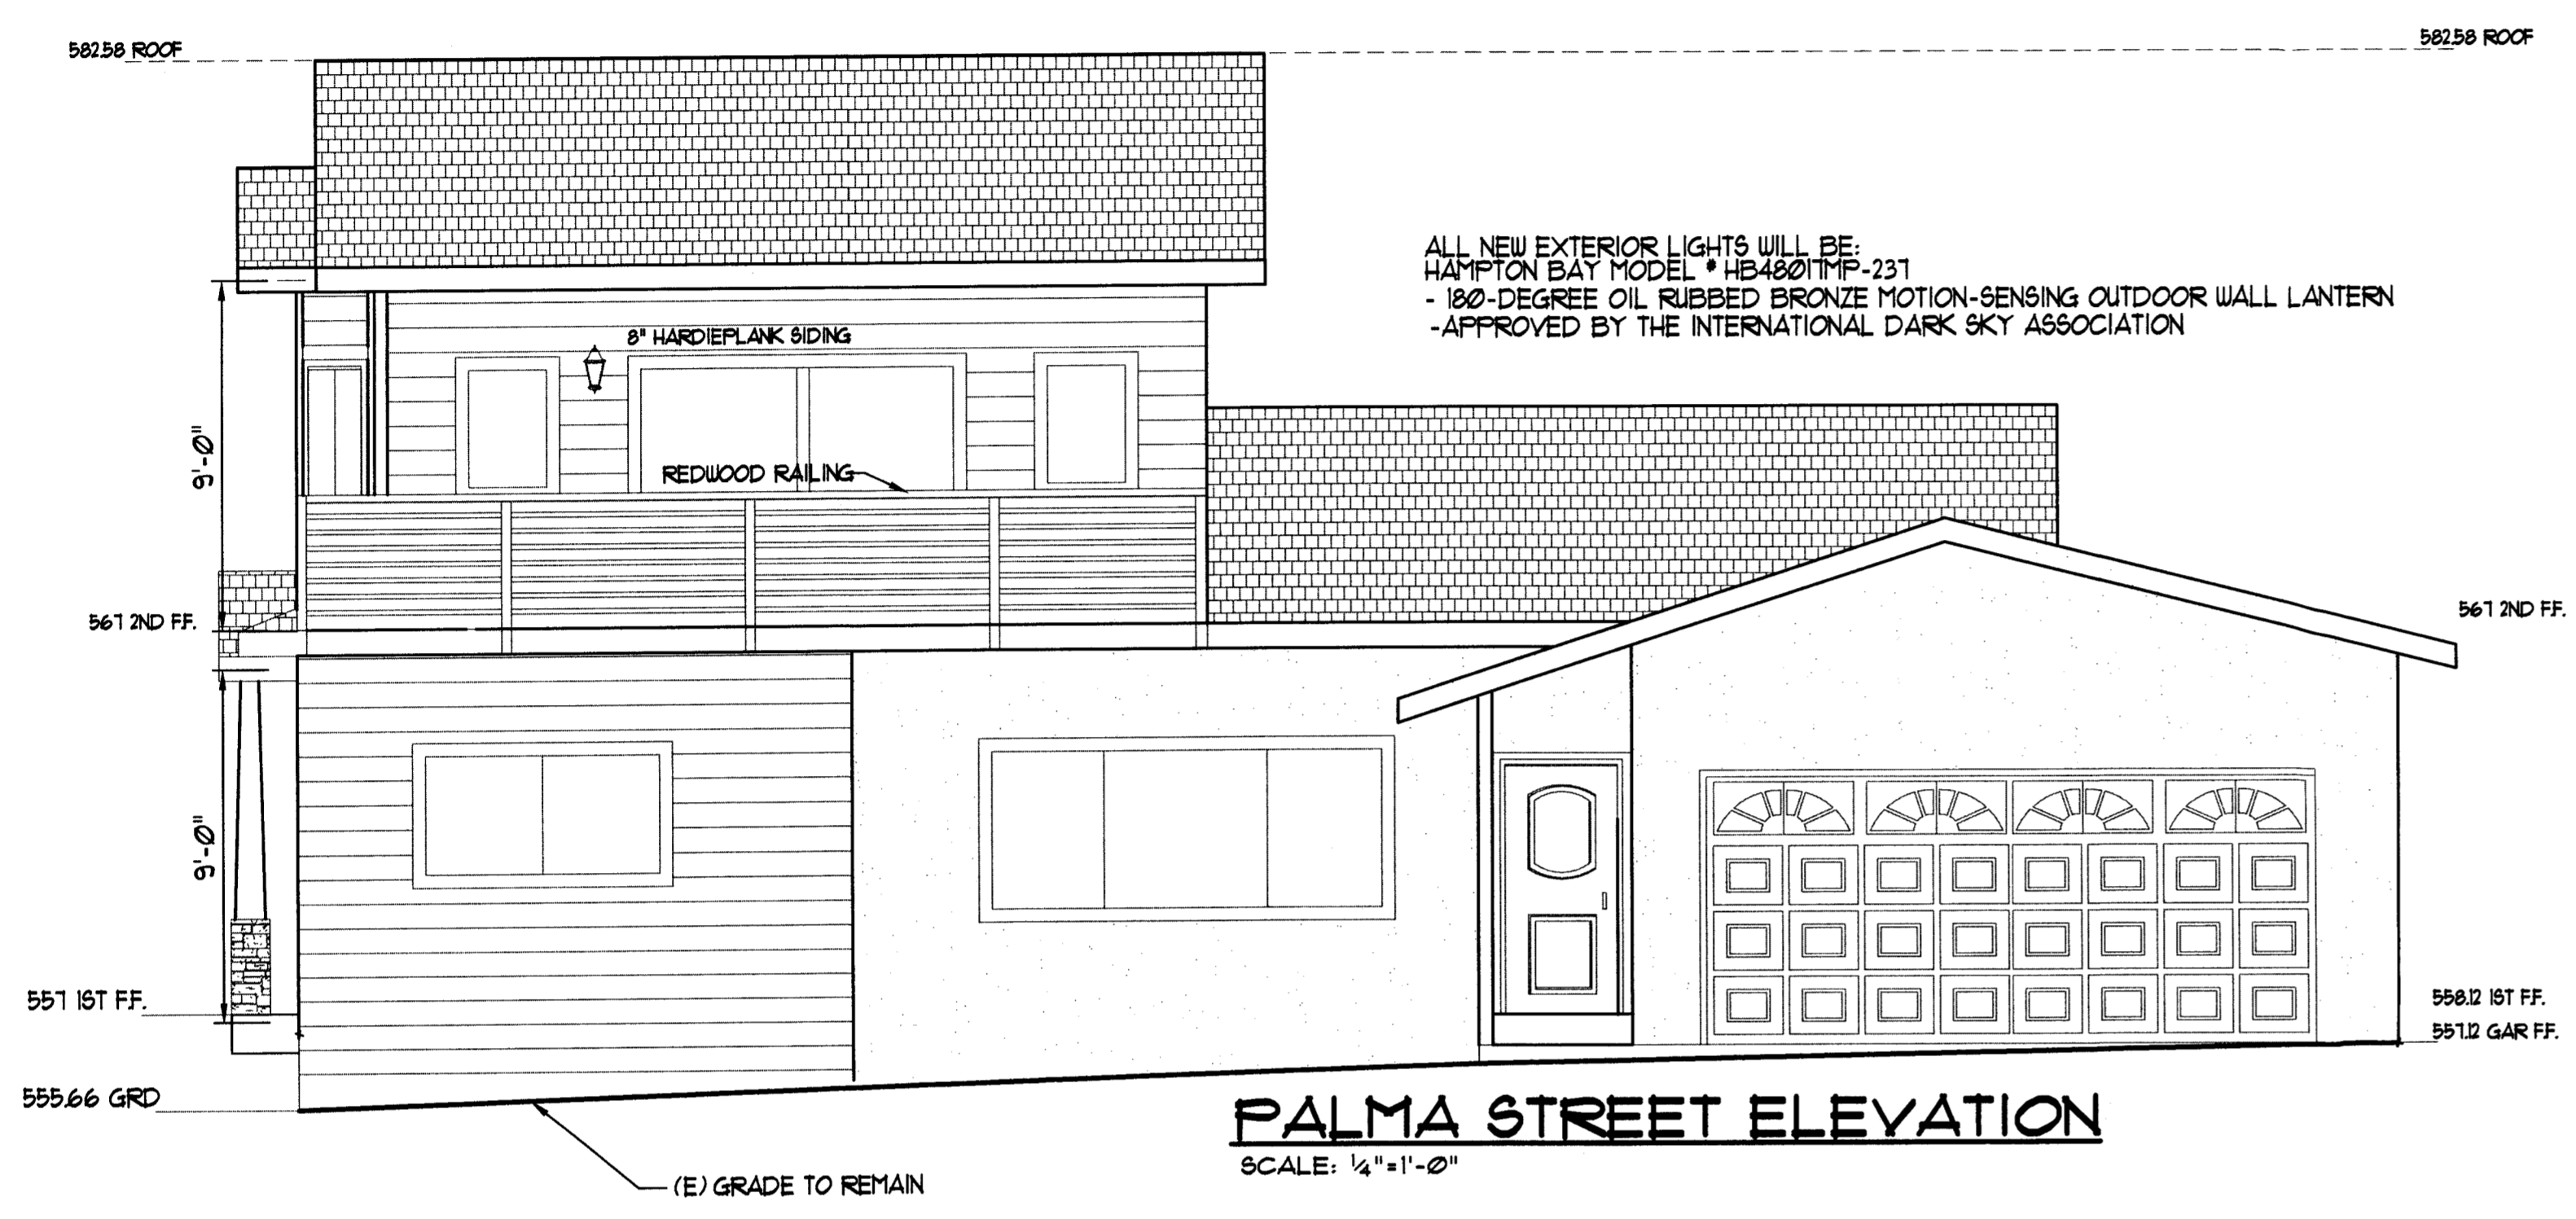 582.58 ROOF
582.58 ROOF
ALL NEW EXTERIOR LIGHTS WILL BE:
HAMPTON BAY MODEL # HB48017MP-237
- 180-DEGREE OIL RUBBED BRONZE MOTION-SENSING OUTDOOR WALL LANTERN
-APPROVED BY THE INTERNATIONAL DARK SKY ASSOCIATION
8" HARDIEPLANK SIDING
9'-0"
REDWOOD RAILING
567 2ND F.F.
567 2ND F.F.
9'-0"
557 1ST F.F.
558.12 1ST F.F.
557.12 GAR F.F.
555.66 GRD
PALMA STREET ELEVATION
SCALE: 1/4"=1'-0"
(E) GRADE TO REMAIN